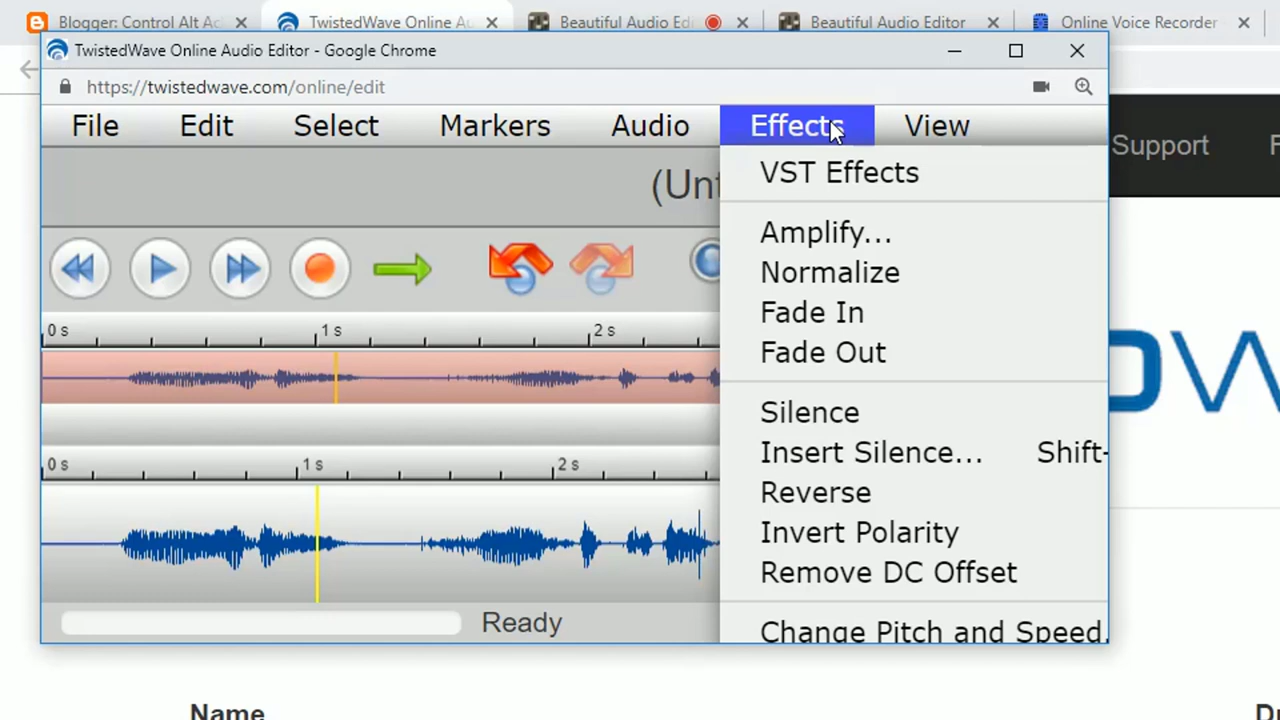 Blogger: Control Alt Ac
TwistedWave Online Au
Beautiful Audio Edi
Beautiful Audio Editor
Online Voice Recorder
TwistedWave Online Audio Editor - Google Chrome
https://twistedwave.com/online/edit
File Edit Select Markers Audio Effects View
Support
VST Effects
(Unt
Amplify...
Normalize
Fade In
Fade Out
0 s 1 s 2 s
Silence
Insert Silence... Shift-
0 s 1 s 2 s
Reverse
Invert Polarity
Remove DC Offset
Ready
Change Pitch and Speed.
Name